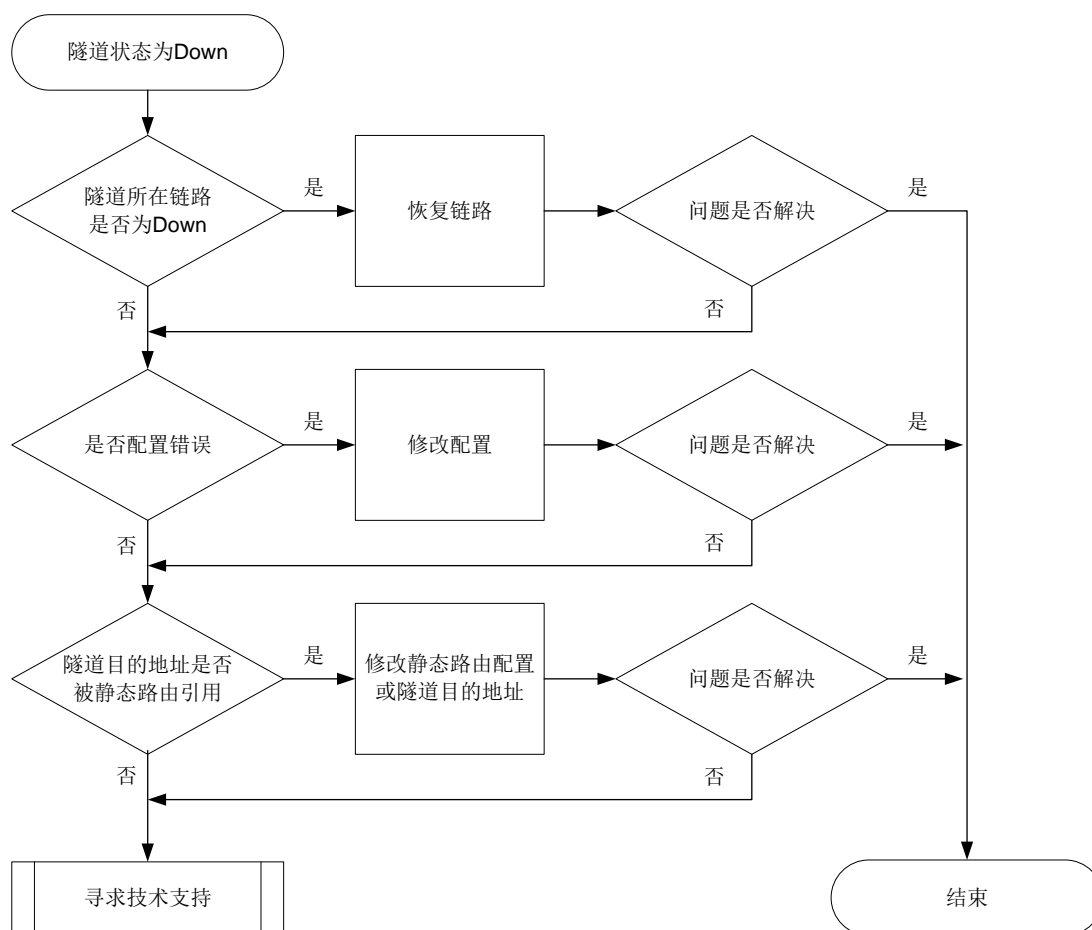 隧道状态为Down
隧道所在链路
是否为Down
是
恢复链路
问题是否解决
是
否
否
是否配置错误
是
修改配置
问题是否解决
是
否
否
隧道目的地址是否
被静态路由引用
是
修改静态路由配置
或隧道目的地址
问题是否解决
是
否
否
寻求技术支持
结束